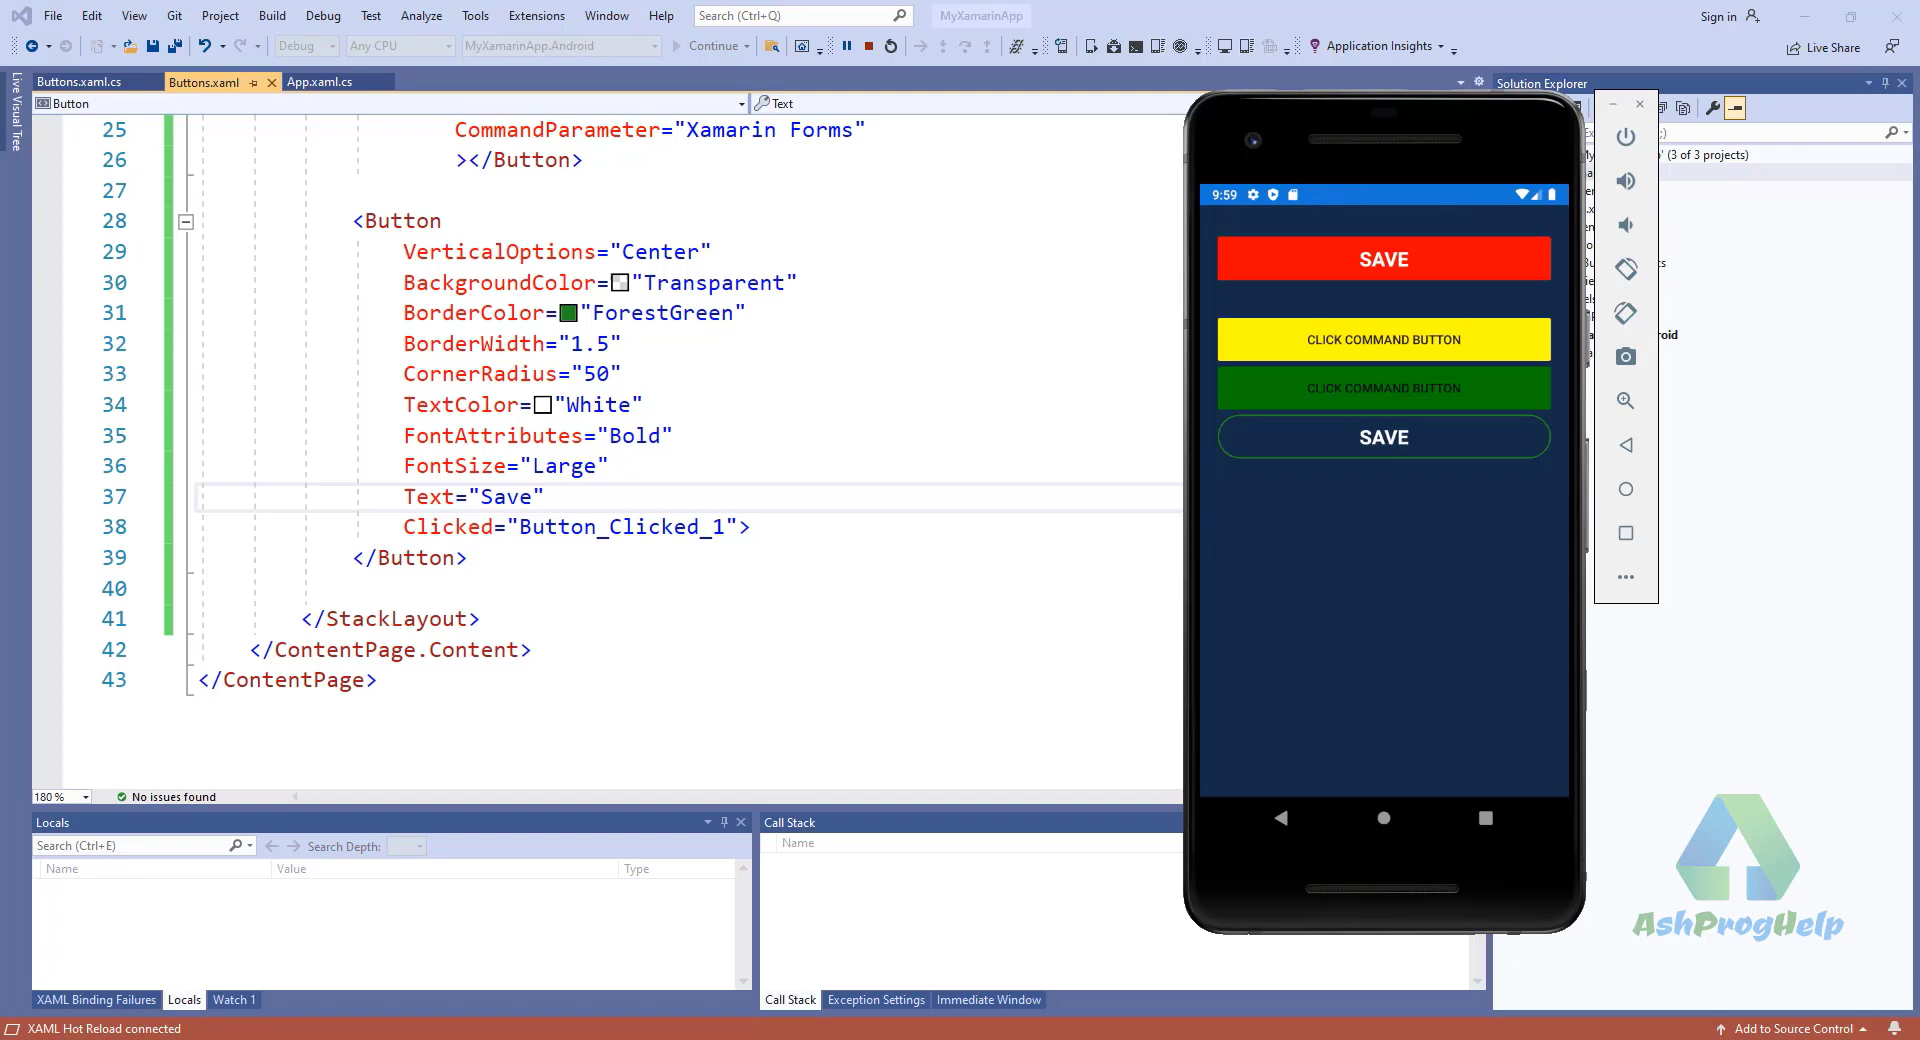 File Edit View Git Project Build Debug Test Analyze Tools Extensions Window Help Search (Ctrl+Q) MyXamarinApp Sign in
Debug Any CPU MyXamarinApp.Android Continue Application Insights Live Share
Live Visual Tree
Buttons.xaml.cs Buttons.xaml App.xaml.cs Solution Explorer
Button Text
25 CommandParameter="Xamarin Forms"
26 ></Button>
27
28 <Button
29 VerticalOptions="Center"
30 BackgroundColor="Transparent"
31 BorderColor="ForestGreen"
32 BorderWidth="1.5"
33 CornerRadius="50"
34 TextColor="White"
35 FontAttributes="Bold"
36 FontSize="Large"
37 Text="Save"
38 Clicked="Button_Clicked_1">
39 </Button>
40
41 </StackLayout>
42 </ContentPage.Content>
43 </ContentPage>
9:59
SAVE
CLICK COMMAND BUTTON
CLICK COMMAND BUTTON
SAVE
(3 of 3 projects)
180 % No issues found
Locals
Search (Ctrl+E) Search Depth:
Name Value Type
Call Stack
Name
AshProgHelp
XAML Binding Failures Locals Watch 1
Call Stack Exception Settings Immediate Window
XAML Hot Reload connected Add to Source Control